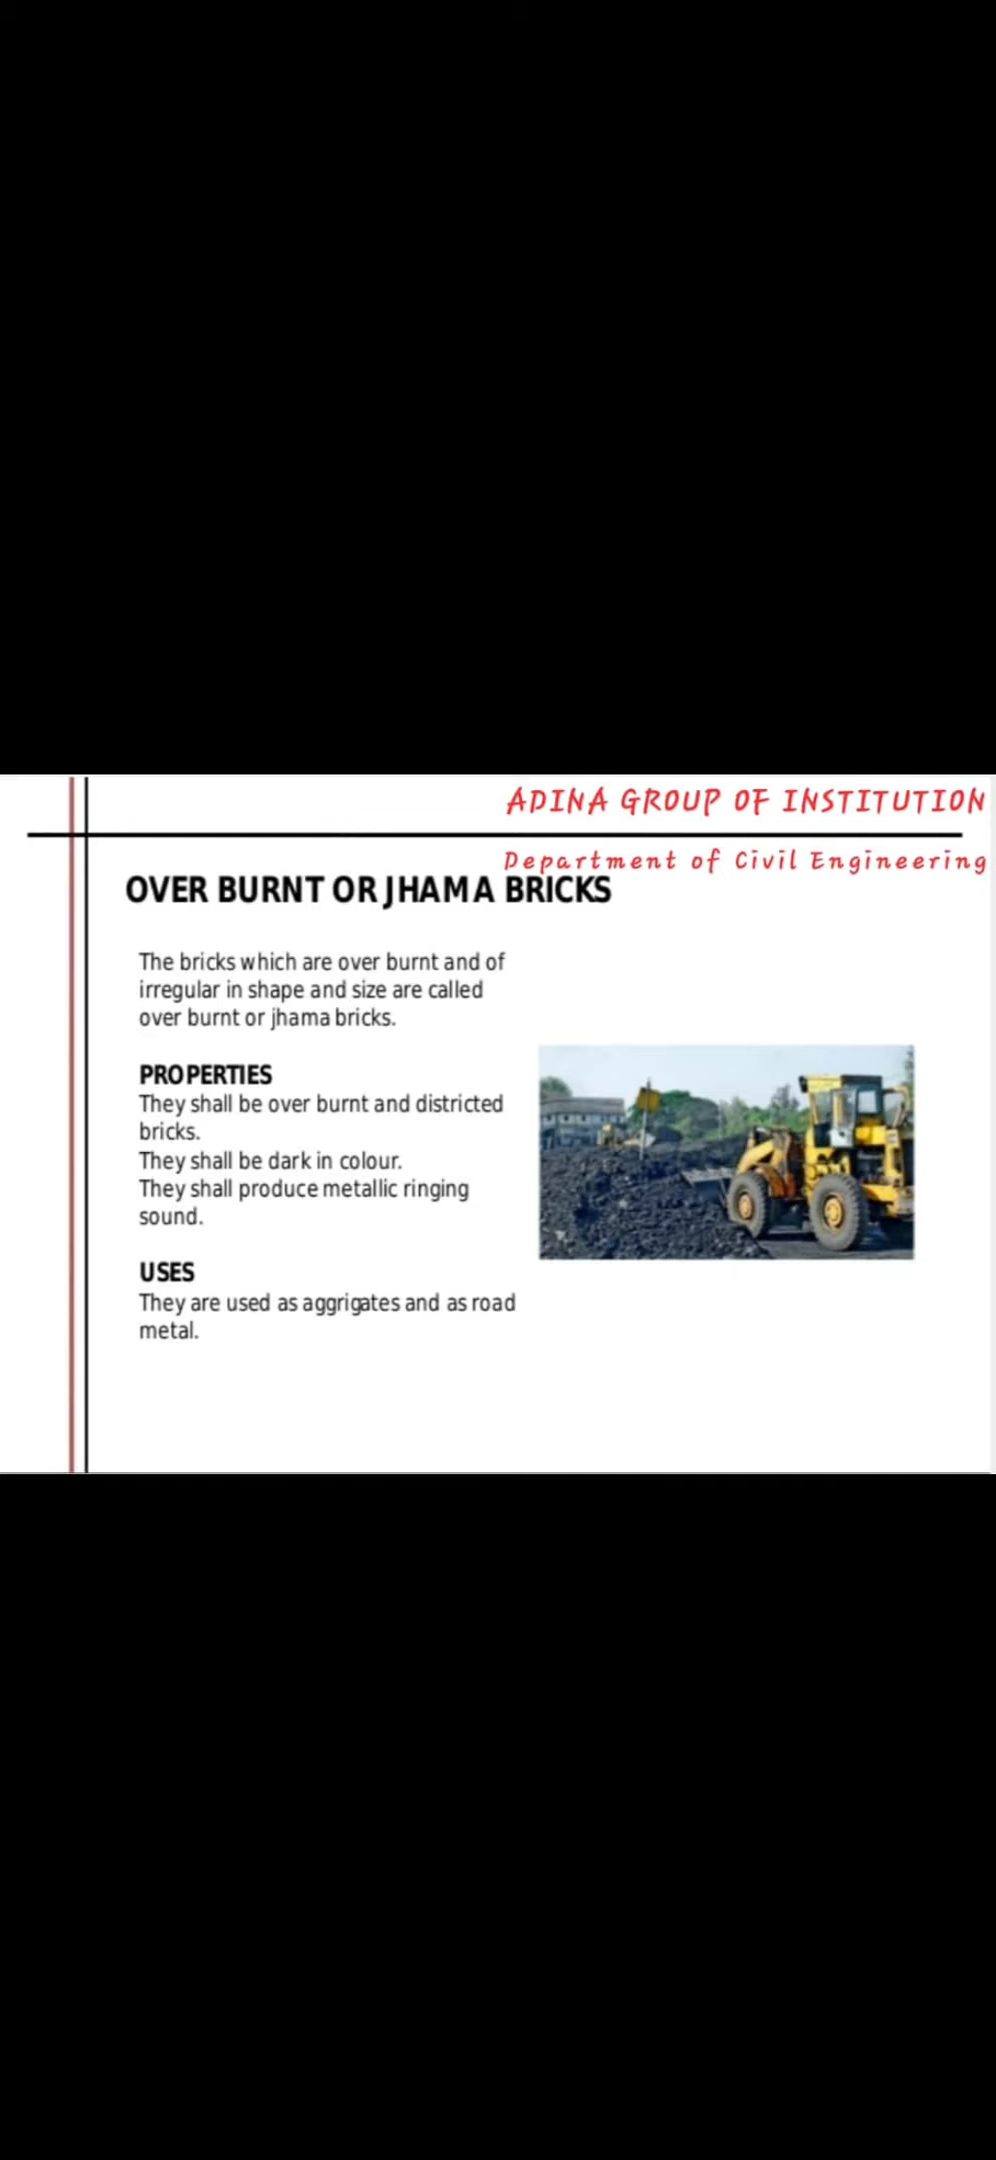 ADINA GROUP OF INSTITUTION
Department of Civil Engineering
OVER BURNT OR JHAMA BRICKS
The bricks which are over burnt and of
irregular in shape and size are called
over burnt or jhama bricks.
PROPERTIES
They shall be over burnt and districted
bricks.
They shall be dark in colour.
They shall produce metallic ringing
sound.
USES
They are used as aggrigates and as road
metal.